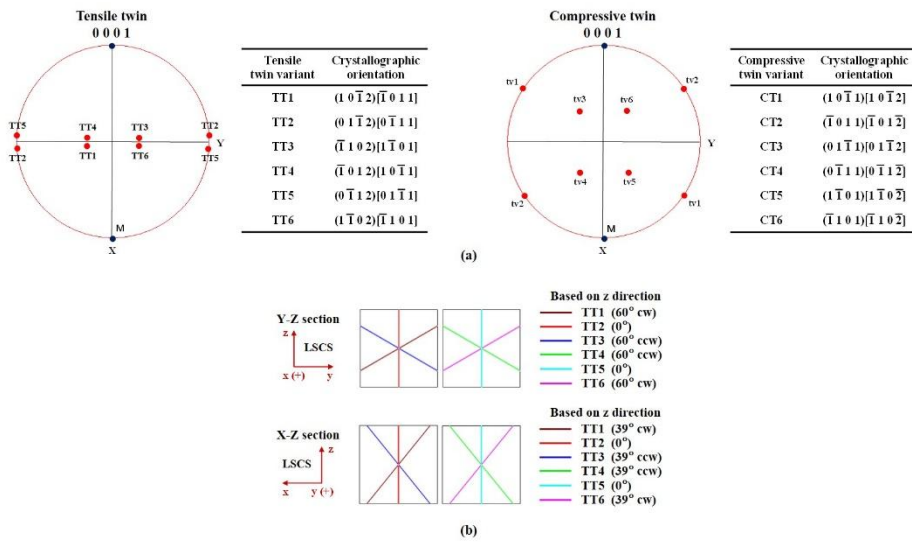 Tensile twin
0 0 0 1
TT5
TT2
TT4
TT1
TT3
TT6
TT2
TT5
Y
M
X
Tensile twin variant Crystallographic orientation
TT1 (1 0 1̅ 2)[1̅ 0 1 1]
TT2 (0 1 1̅ 2)[0 1̅ 1 1]
TT3 (1̅ 1 0 2)[1 1̅ 0 1]
TT4 (1̅ 0 1 2)[1 0 1̅ 1]
TT5 (0 1̅ 1 2)[0 1 1̅ 1]
TT6 (1 1̅ 0 2)[1̅ 1 0 1]
Compressive twin
0 0 0 1
tv1
tv2
tv3
tv6
Y
tv4
tv5
tv2
tv1
M
X
Compressive twin variant Crystallographic orientation
CT1 (1 0 1̅ 1)[1 0 1̅ 2]
CT2 (1̅ 0 1 1)[1̅ 0 1 2̅]
CT3 (0 1 1̅ 1)[0 1 1̅ 2]
CT4 (0 1̅ 1 1)[0 1̅ 1 2̅]
CT5 (1 1̅ 0 1)[1 1̅ 0 2̅]
CT6 (1̅ 1 0 1)[1̅ 1 0 2̅]
(a)
Y-Z section
z
LSCS
x (+) y
Based on z direction
TT1 (60° cw)
TT2 (0°)
TT3 (60° ccw)
TT4 (60° ccw)
TT5 (0°)
TT6 (60° cw)
X-Z section
z
LSCS
x y (+)
Based on z direction
TT1 (39° cw)
TT2 (0°)
TT3 (39° ccw)
TT4 (39° ccw)
TT5 (0°)
TT6 (39° cw)
(b)